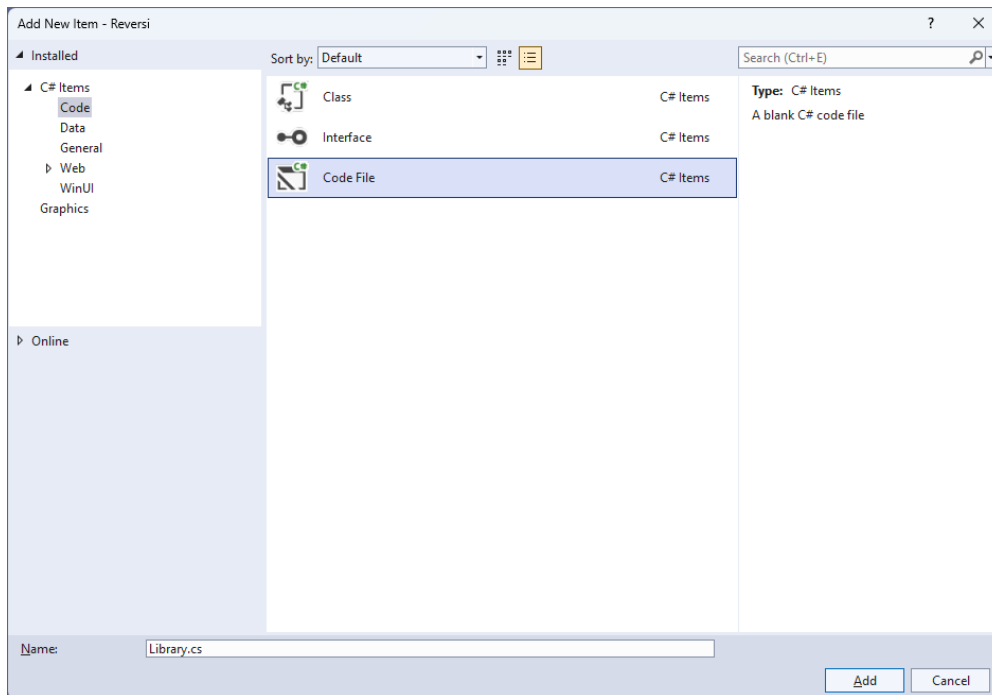 Add New Item - Reversi
Installed
Sort by: Default
Search (Ctrl+E)
C# Items
Code
Data
General
Web
WinUI
Graphics
Online
Class C# Items
Interface C# Items
Code File C# Items
Type: C# Items
A blank C# code file
Name: Library.cs
Add Cancel